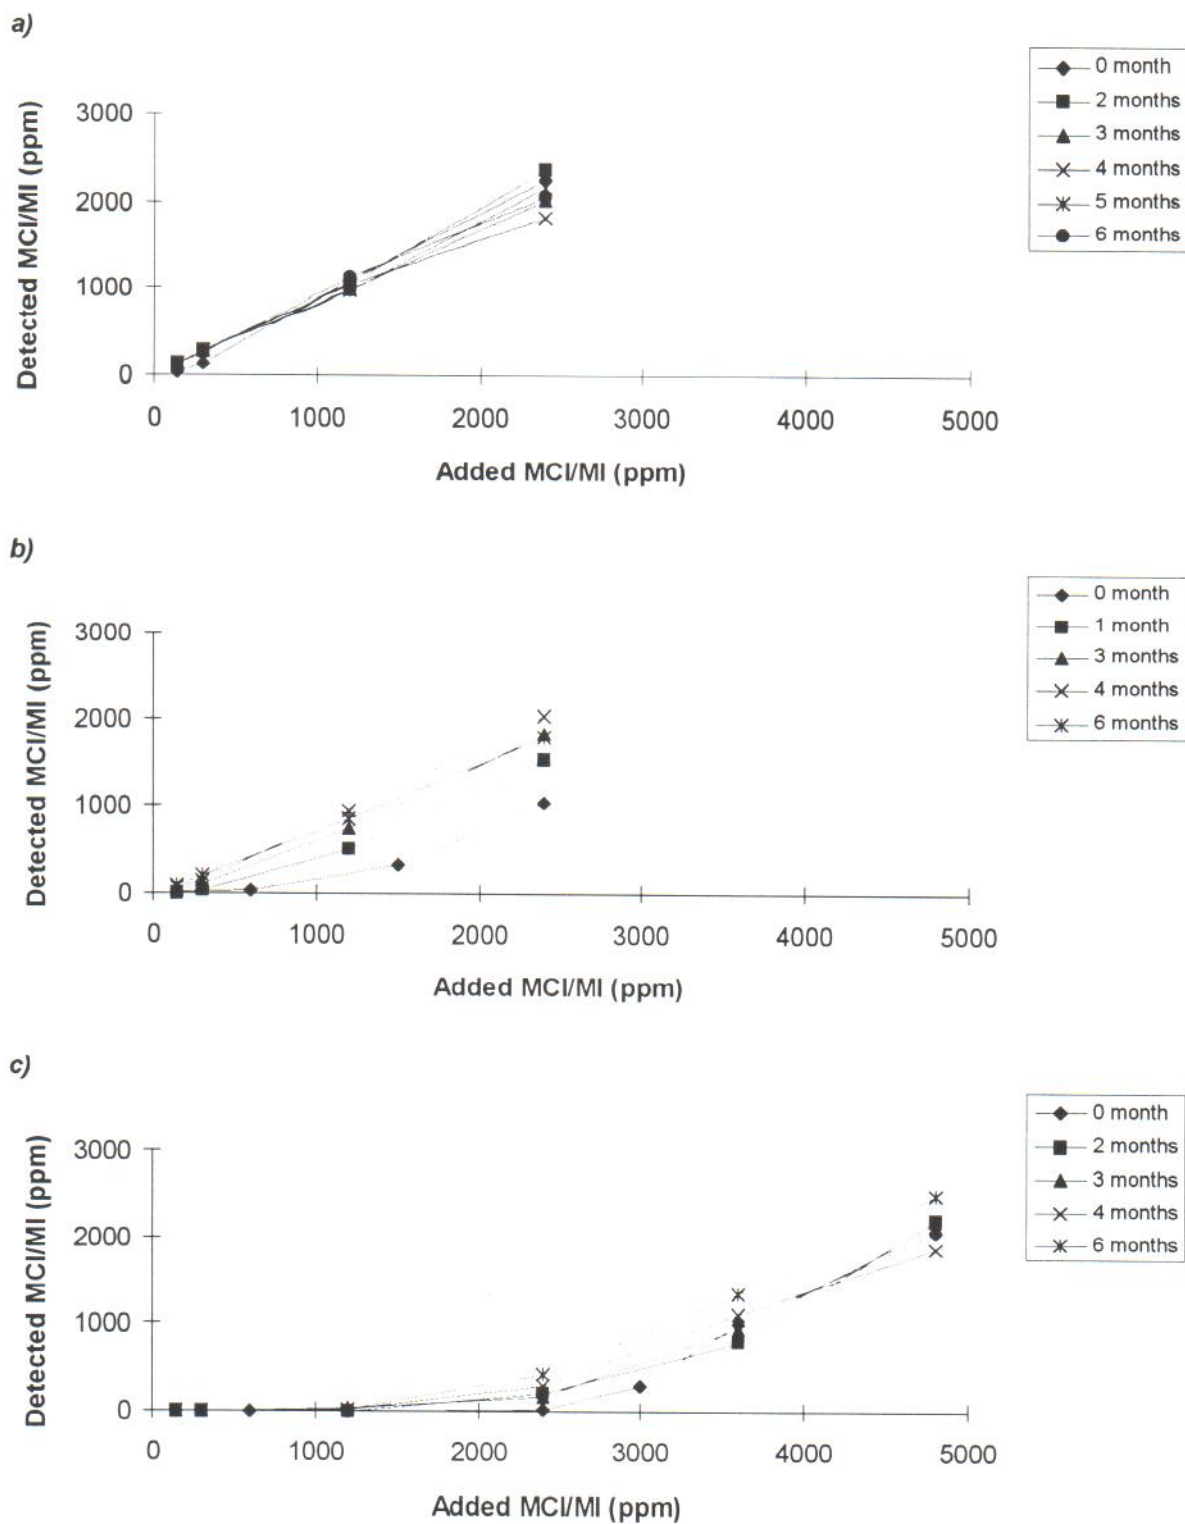 a)
0 month
2 months
3 months
4 months
5 months
6 months
Detected MCI/MI (ppm)
3000
2000
1000
0
0 1000 2000 3000 4000 5000
Added MCI/MI (ppm)
b)
0 month
1 month
3 months
4 months
6 months
Detected MCI/MI (ppm)
3000
2000
1000
0
0 1000 2000 3000 4000 5000
Added MCI/MI (ppm)
c)
0 month
2 months
3 months
4 months
6 months
Detected MCI/MI (ppm)
3000
2000
1000
0
0 1000 2000 3000 4000 5000
Added MCI/MI (ppm)